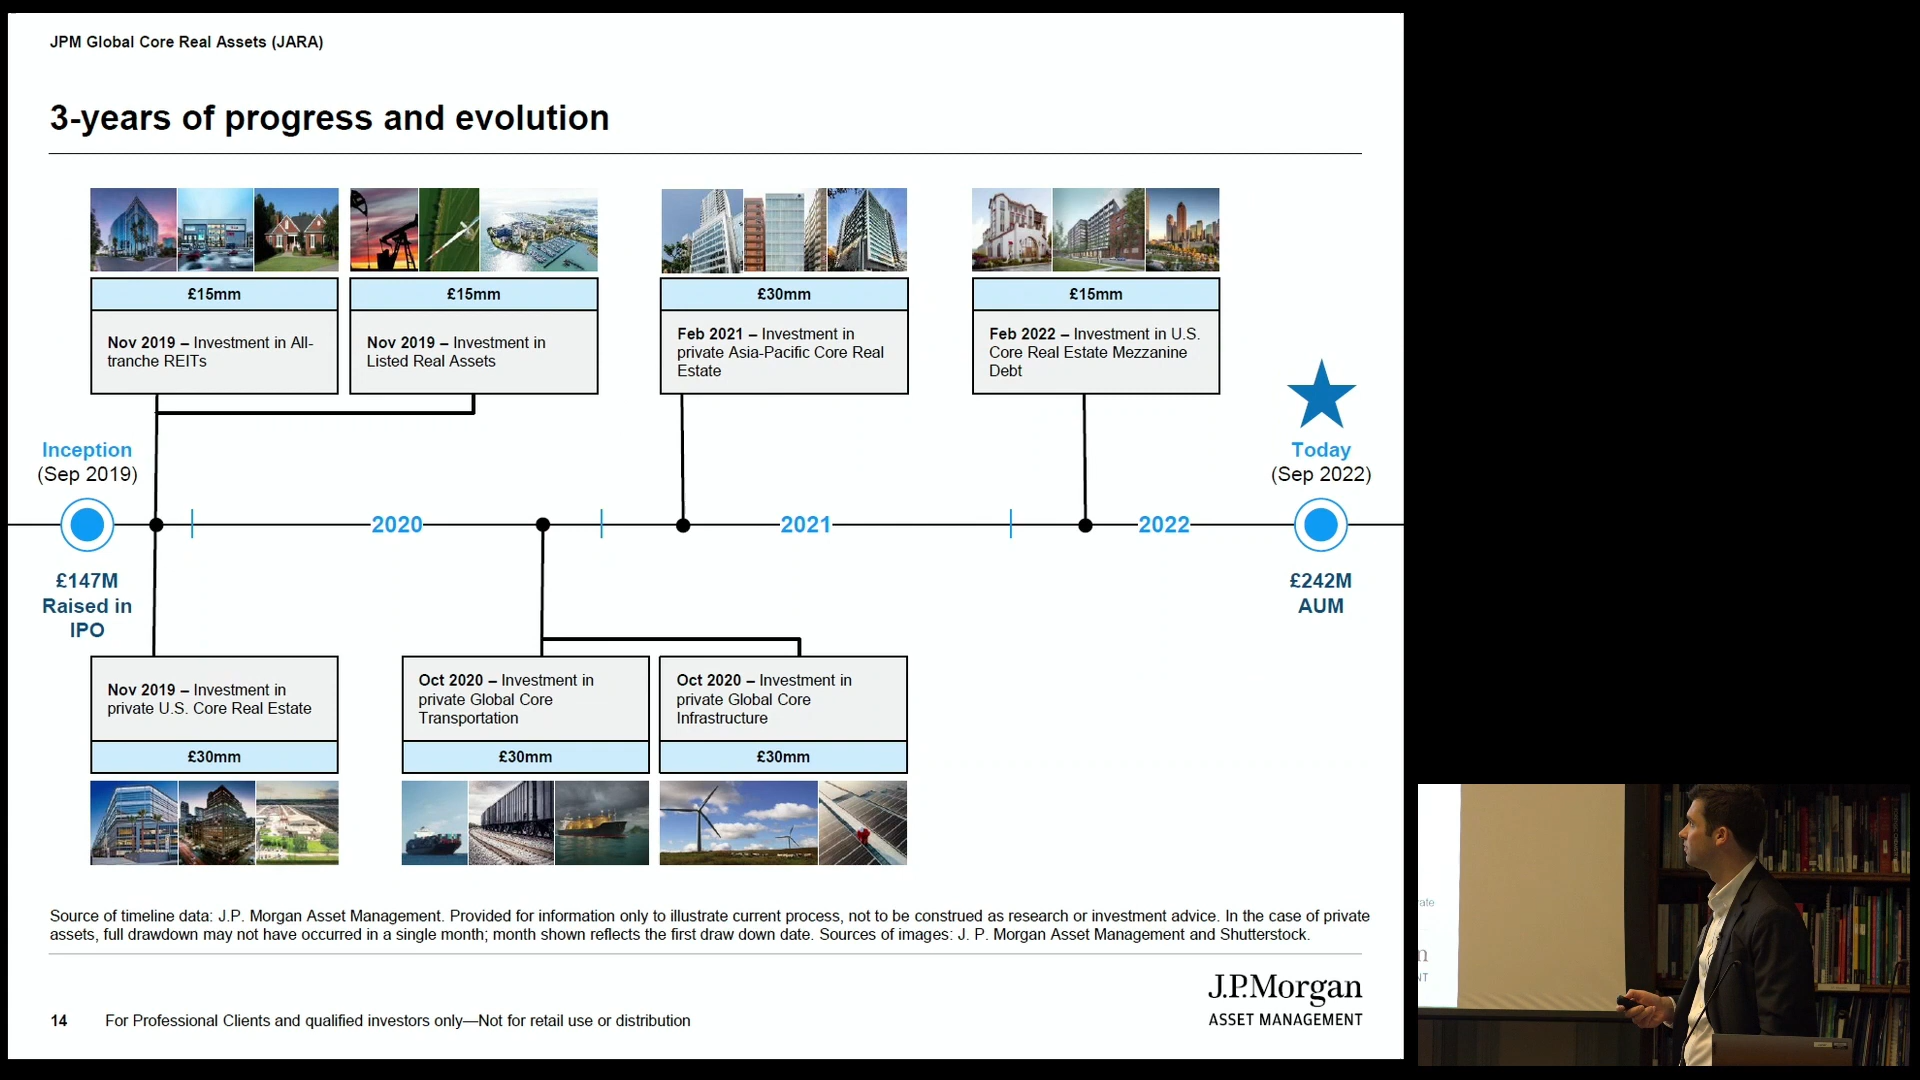 JPM Global Core Real Assets (JARA)
3-years of progress and evolution
£15mm
Nov 2019 – Investment in All-
tranche REITs
£15mm
Nov 2019 – Investment in
Listed Real Assets
£30mm
Feb 2021 – Investment in
private Asia-Pacific Core Real
Estate
£15mm
Feb 2022 – Investment in U.S.
Core Real Estate Mezzanine
Debt
Inception
(Sep 2019)
Today
(Sep 2022)
2020
2021
2022
£147M
Raised in
IPO
£242M
AUM
Nov 2019 – Investment in
private U.S. Core Real Estate
£30mm
Oct 2020 – Investment in
private Global Core
Transportation
£30mm
Oct 2020 – Investment in
private Global Core
Infrastructure
£30mm
Source of timeline data: J.P. Morgan Asset Management. Provided for information only to illustrate current process, not to be construed as research or investment advice. In the case of private
assets, full drawdown may not have occurred in a single month; month shown reflects the first draw down date. Sources of images: J. P. Morgan Asset Management and Shutterstock.
J.P.Morgan
ASSET MANAGEMENT
14
For Professional Clients and qualified investors only—Not for retail use or distribution